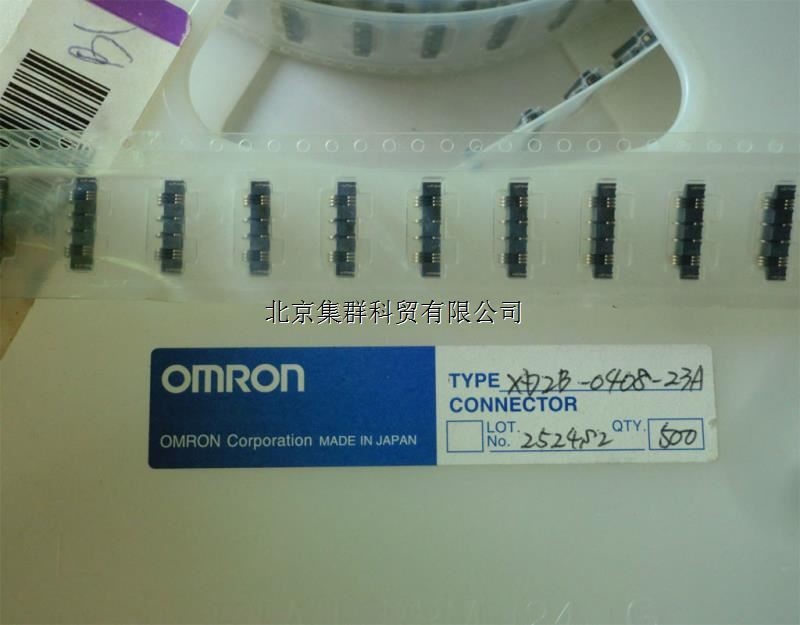 北京集群科贸有限公司
OMRON
OMRON Corporation MADE IN JAPAN
TYPE XD2B-0408-23A
CONNECTOR
LOT. No. 252452 QTY. 500